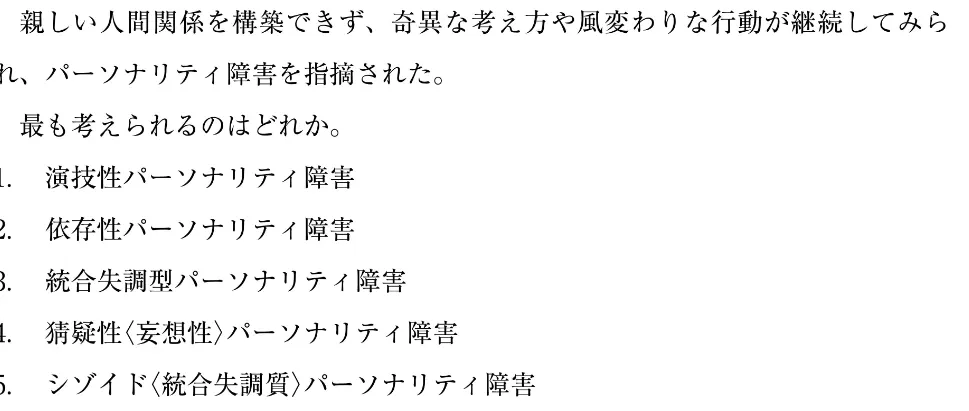 親しい人間関係を構築できず、奇異な考え方や風変わりな行動が継続してみら
れ、パーソナリティ障害を指摘された。
最も考えられるのはどれか。
1. 演技性パーソナリティ障害
2. 依存性パーソナリティ障害
3. 統合失調型パーソナリティ障害
4. 猜疑性〈妄想性〉パーソナリティ障害
5. シゾイド〈統合失調質〉パーソナリティ障害